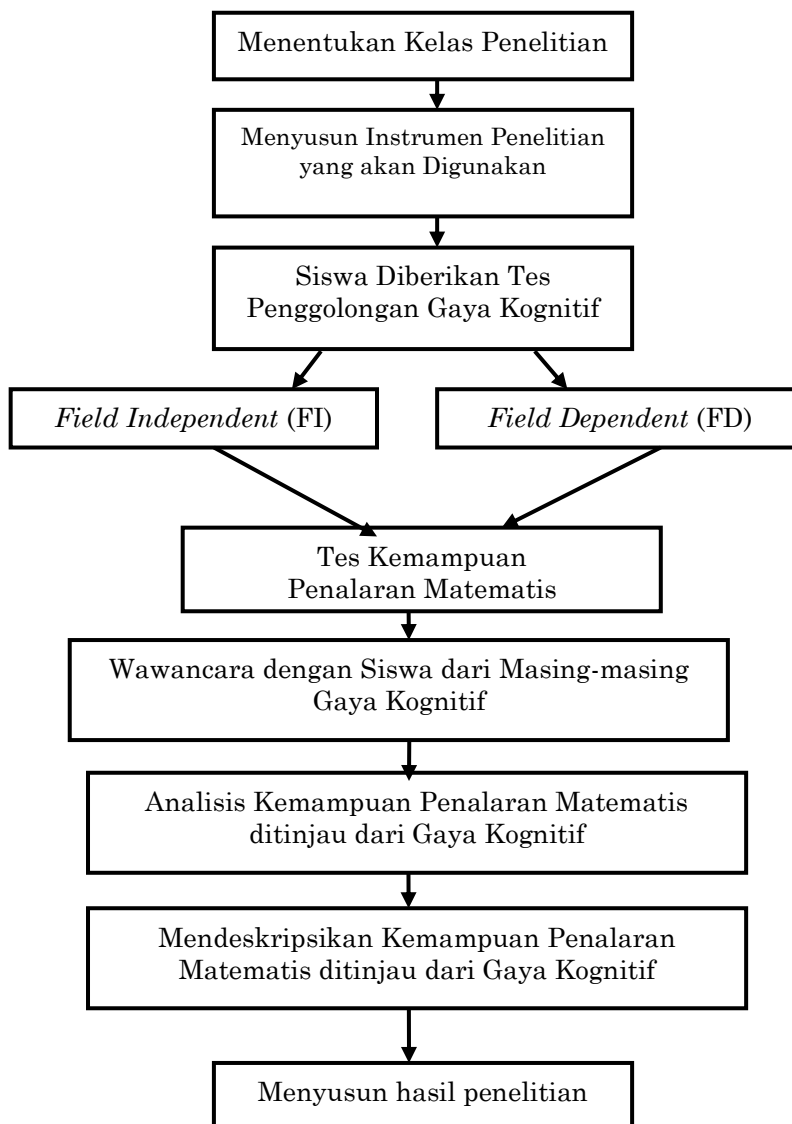 Menentukan Kelas Penelitian
Menyusun Instrumen Penelitian
yang akan Digunakan
Siswa Diberikan Tes
Penggolongan Gaya Kognitif
Field Independent (FI)
Field Dependent (FD)
Tes Kemampuan
Penalaran Matematis
Wawancara dengan Siswa dari Masing-masing
Gaya Kognitif
Analisis Kemampuan Penalaran Matematis
ditinjau dari Gaya Kognitif
Mendeskripsikan Kemampuan Penalaran
Matematis ditinjau dari Gaya Kognitif
Menyusun hasil penelitian